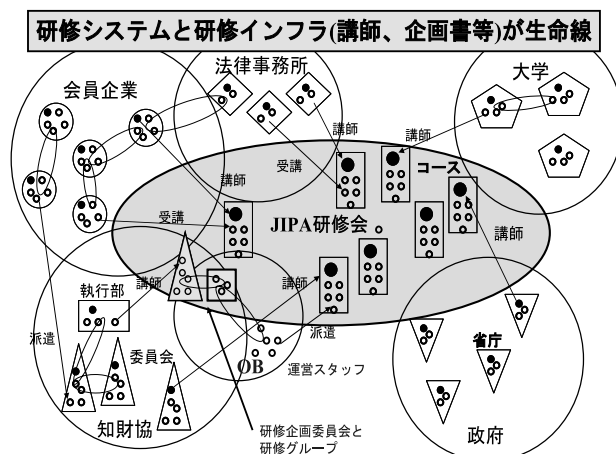 研修システムと研修インフラ(講師、企画書等)が生命線
会員企業
法律事務所
大学
講師
講師
受講
コース
講師
受講
JIPA研修会
講師
講師
執行部
派遣
委員会
派遣
省庁
OB
運営スタッフ
知財協
政府
研修企画委員会と
研修グループ